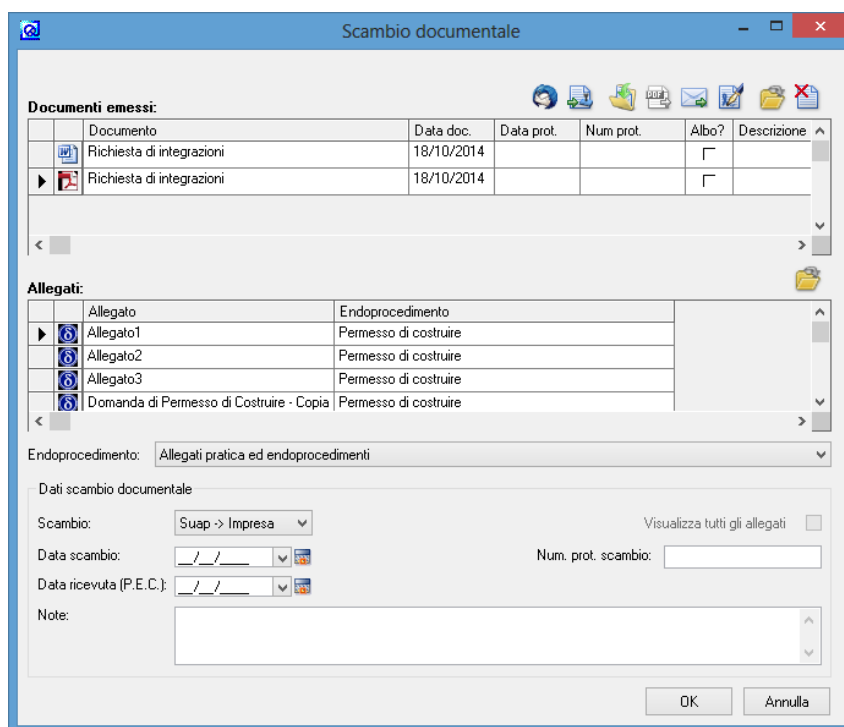 Scambio documentale
Documenti emessi:
Documento Data doc. Data prot. Num prot. Albo? Descrizione
Richiesta di integrazioni 18/10/2014
Richiesta di integrazioni 18/10/2014
Allegati:
Allegato Endoprocedimento
Allegato1 Permesso di costruire
Allegato2 Permesso di costruire
Allegato3 Permesso di costruire
Domanda di Permesso di Costruire - Copia Permesso di costruire
Endoprocedimento: Allegati pratica ed endoprocedimenti
Dati scambio documentale
Scambio: Suap -> Impresa Visualizza tutti gli allegati
Data scambio: __/__/____ Num. prot. scambio:
Data ricevuta (P.E.C.): __/__/____
Note:
OK Annulla